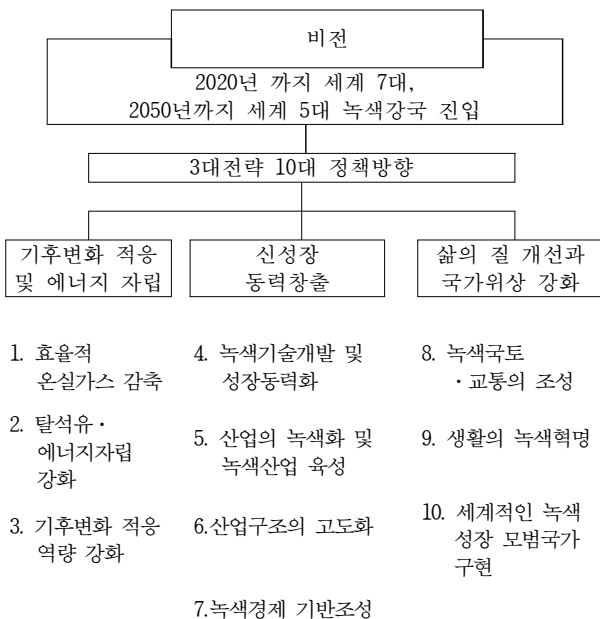 비전
2020년 까지 세계 7대,
2050년까지 세계 5대 녹색강국 진입
3대전략 10대 정책방향
기후변화 적응
및 에너지 자립
신성장
동력창출
삶의 질 개선과
국가위상 강화
1. 효율적
온실가스 감축
2. 탈석유·
에너지자립
강화
3. 기후변화 적응
역량 강화
4. 녹색기술개발 및
성장동력화
5. 산업의 녹색화 및
녹색산업 육성
6.산업구조의 고도화
7.녹색경제 기반조성
8. 녹색국토
·교통의 조성
9. 생활의 녹색혁명
10. 세계적인 녹색
성장 모범국가
구현